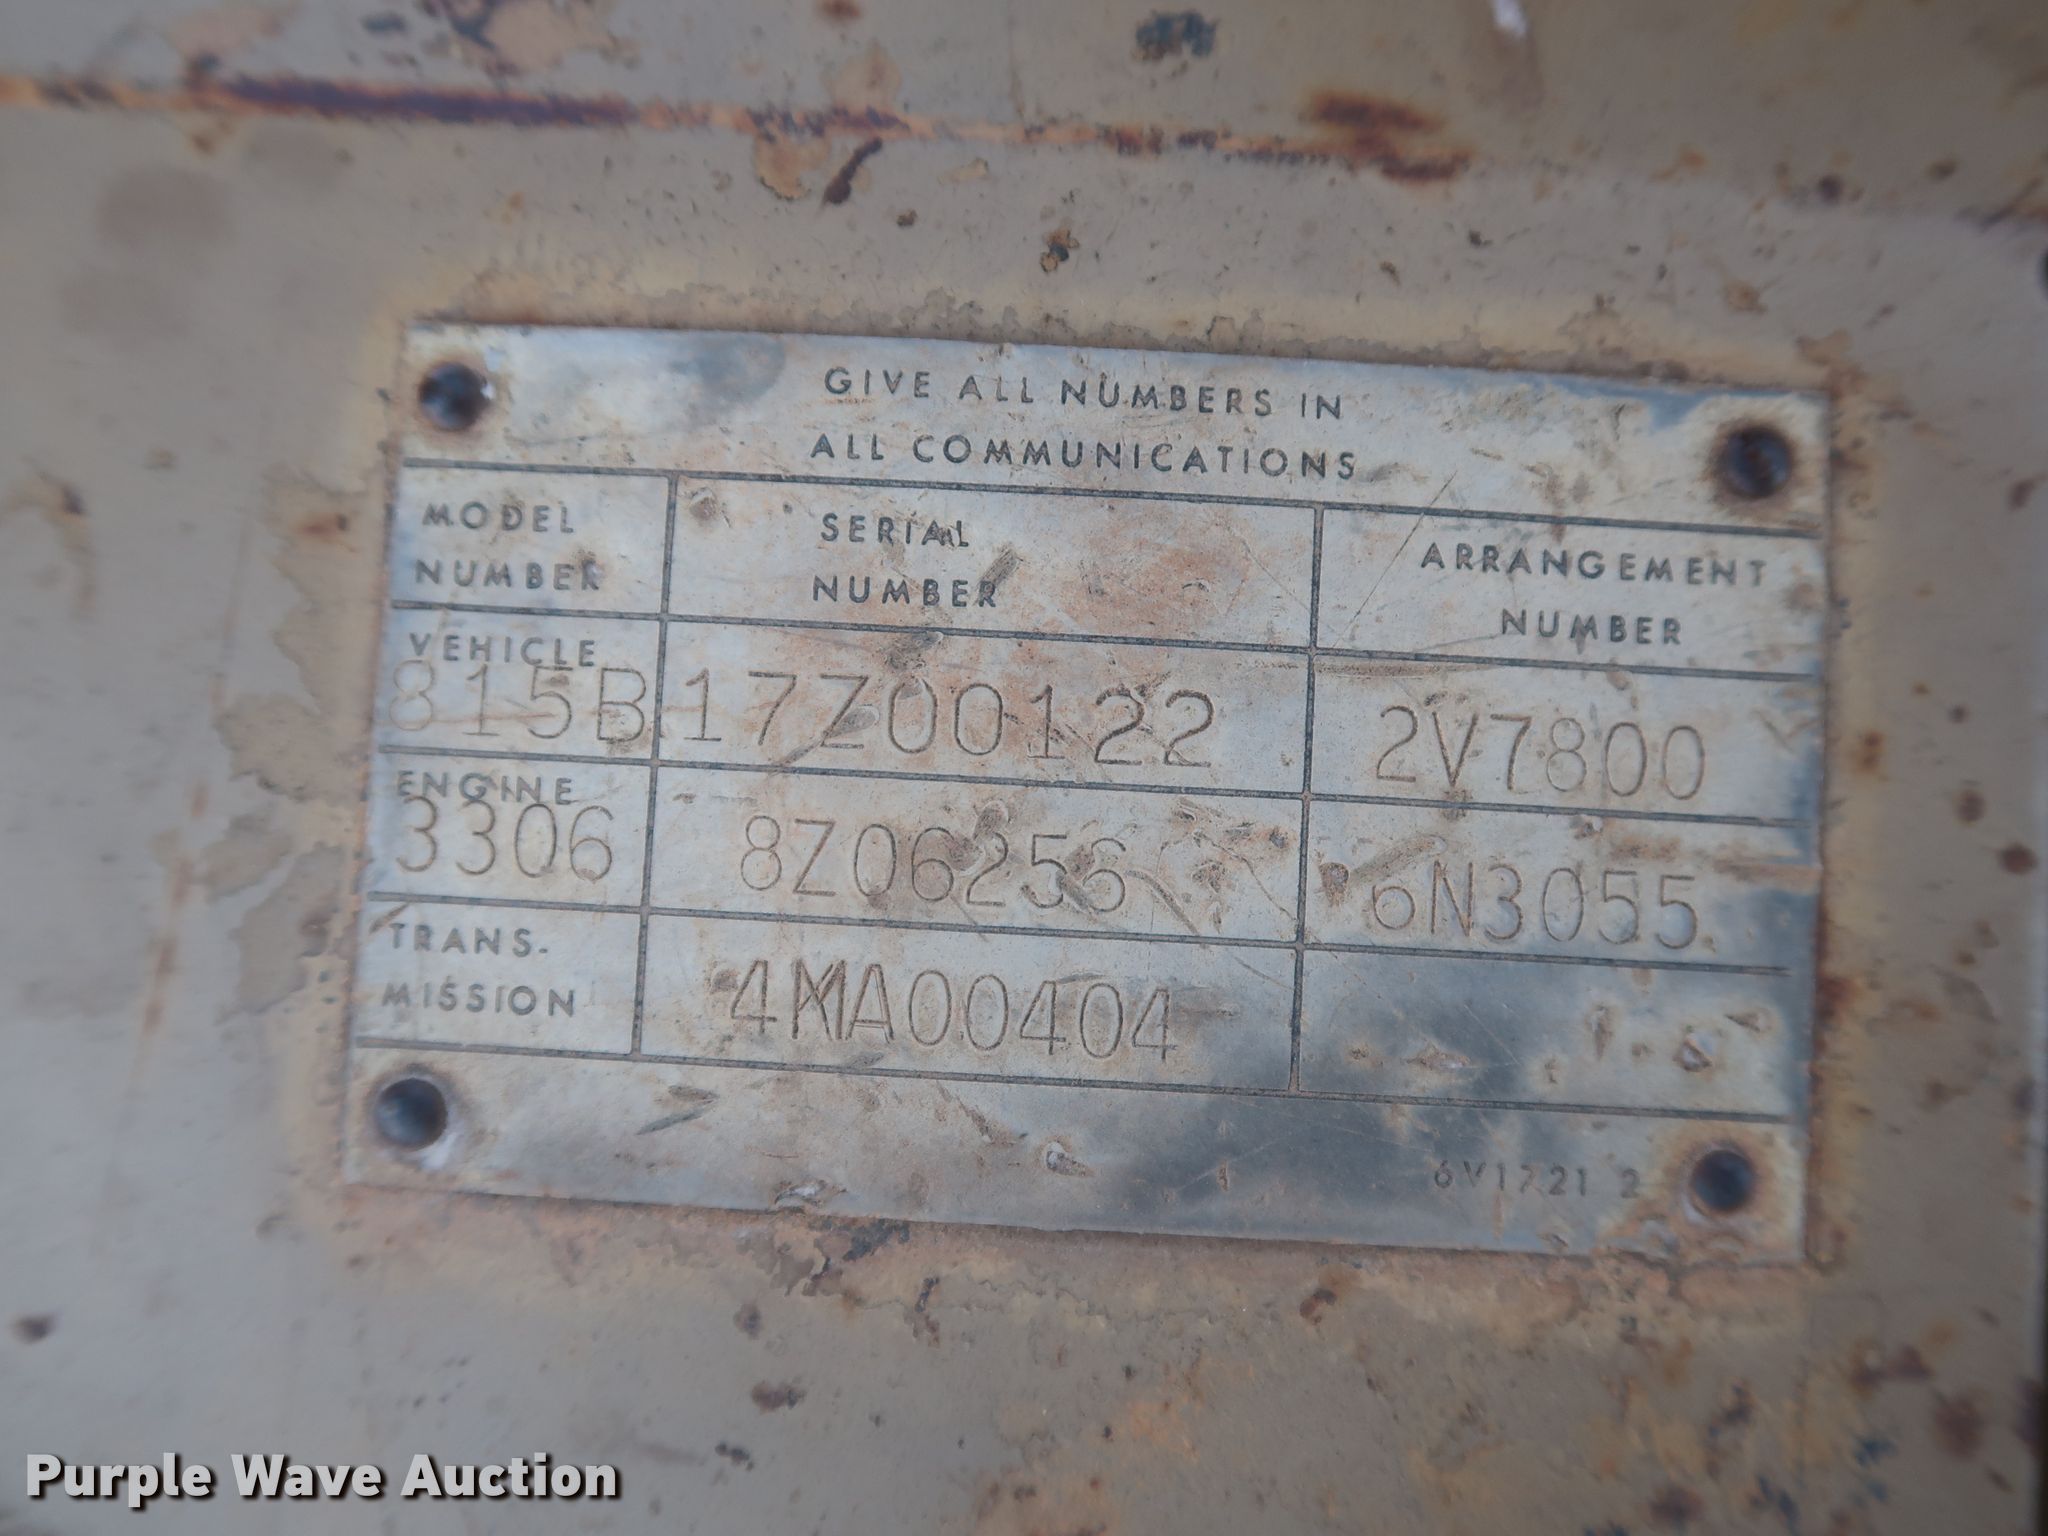 GIVE ALL NUMBERS IN
ALL COMMUNICATIONS
MODEL
NUMBER
SERIAL
NUMBER
ARRANGEMENT
NUMBER
VEHICLE
815B 17Z00122 2V7800
ENGINE
3306 8Z06256 6N3055
TRANS-
MISSION
4MA00404
6V1721 2
Purple Wave Auction